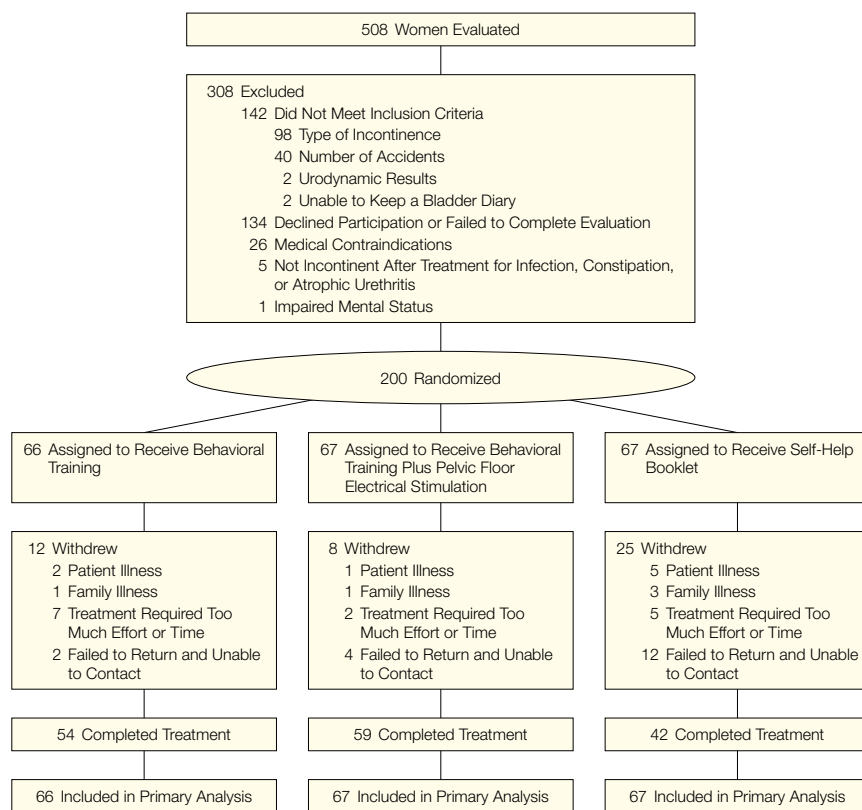 508 Women Evaluated
308 Excluded
142 Did Not Meet Inclusion Criteria
98 Type of Incontinence
40 Number of Accidents
2 Urodynamic Results
2 Unable to Keep a Bladder Diary
134 Declined Participation or Failed to Complete Evaluation
26 Medical Contraindications
5 Not Incontinent After Treatment for Infection, Constipation,
or Atrophic Urethritis
1 Impaired Mental Status
200 Randomized
66 Assigned to Receive Behavioral
Training
67 Assigned to Receive Behavioral
Training Plus Pelvic Floor
Electrical Stimulation
67 Assigned to Receive Self-Help
Booklet
12 Withdrew
2 Patient Illness
1 Family Illness
7 Treatment Required Too
Much Effort or Time
2 Failed to Return and Unable
to Contact
8 Withdrew
1 Patient Illness
1 Family Illness
2 Treatment Required Too
Much Effort or Time
4 Failed to Return and Unable
to Contact
25 Withdrew
5 Patient Illness
3 Family Illness
5 Treatment Required Too
Much Effort or Time
12 Failed to Return and Unable
to Contact
54 Completed Treatment
59 Completed Treatment
42 Completed Treatment
66 Included in Primary Analysis
67 Included in Primary Analysis
67 Included in Primary Analysis